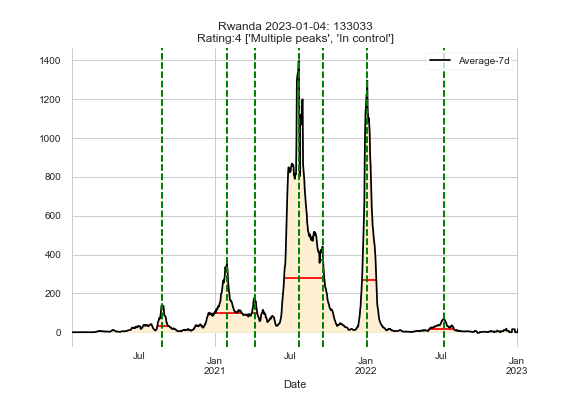 Rwanda 2023-01-04: 133033
Rating:4 ['Multiple peaks', 'In control']
Average-7d
1400
1200
1000
800
600
400
200
0
Jul
Jan
2021
Jul
Jan
2022
Jul
Jan
2023
Date